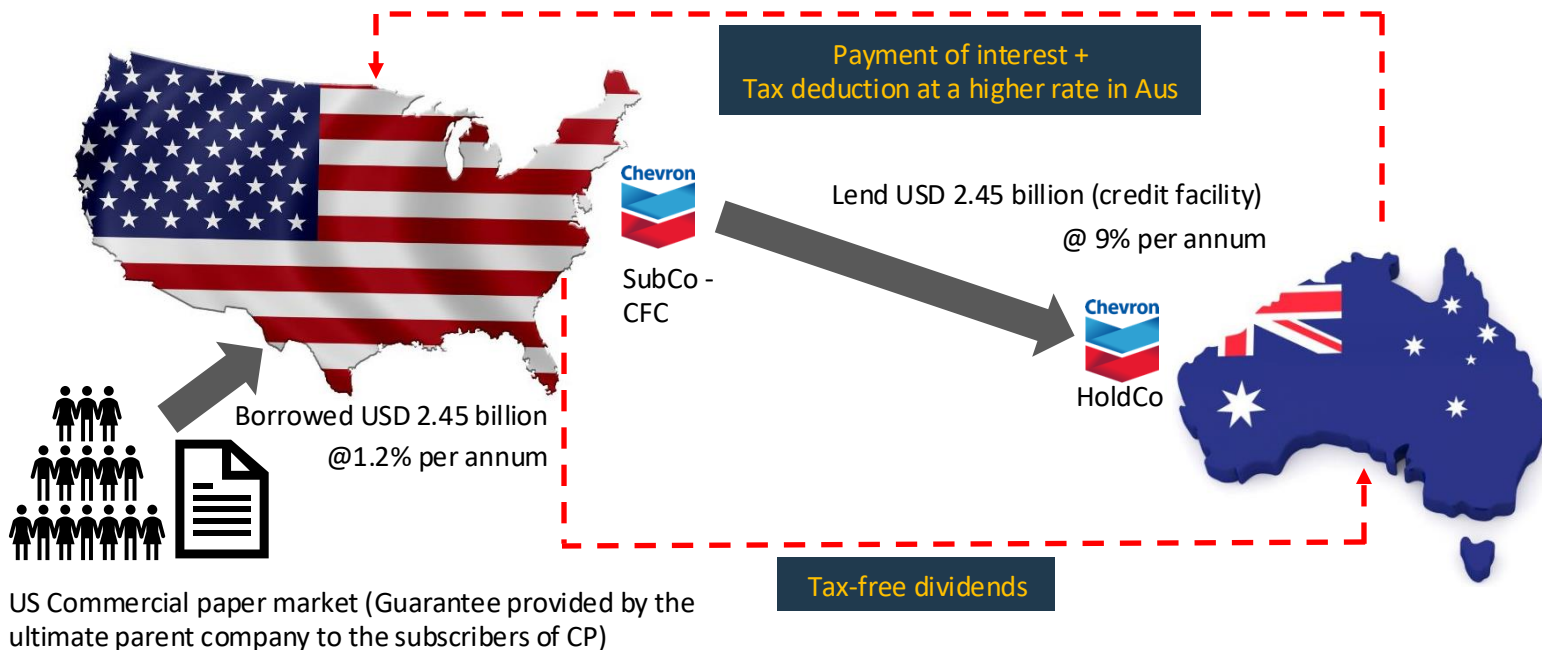 Payment of interest +
Tax deduction at a higher rate in Aus
Chevron
SubCo -
CFC
Lend USD 2.45 billion (credit facility)
@ 9% per annum
Chevron
HoldCo
Borrowed USD 2.45 billion
@1.2% per annum
Tax-free dividends
US Commercial paper market (Guarantee provided by the
ultimate parent company to the subscribers of CP)